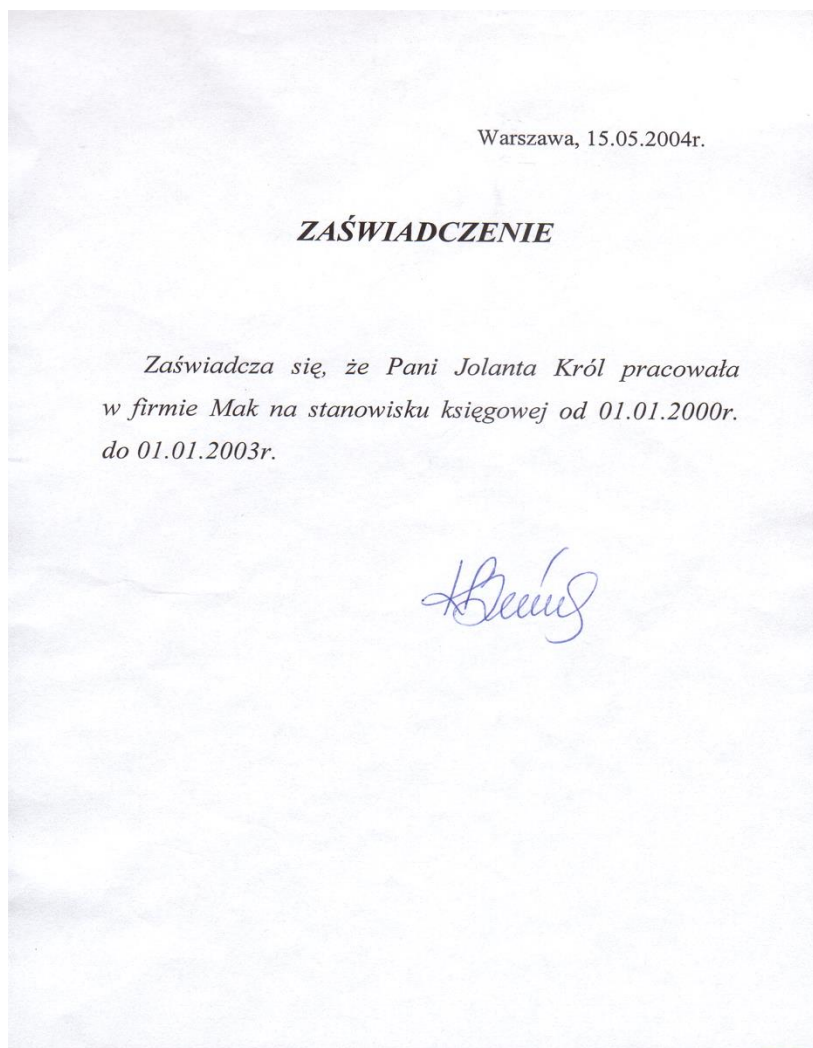 Warszawa, 15.05.2004r.
ZAŚWIADCZENIE
Zaświadcza się, że Pani Jolanta Król pracowała
w firmie Mak na stanowisku księgowej od 01.01.2000r.
do 01.01.2003r.